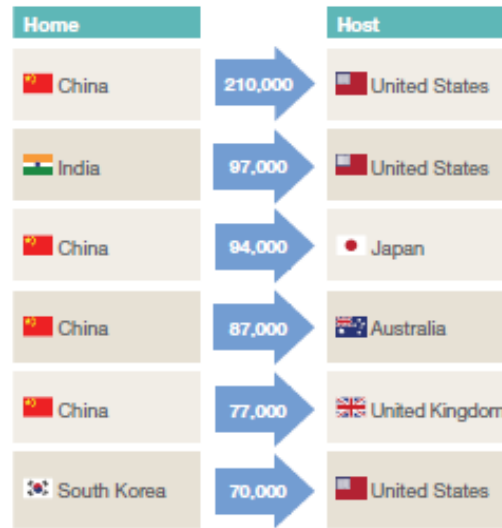 Home Host
China 210,000 United States
India 97,000 United States
China 94,000 Japan
China 87,000 Australia
China 77,000 United Kingdom
South Korea 70,000 United States